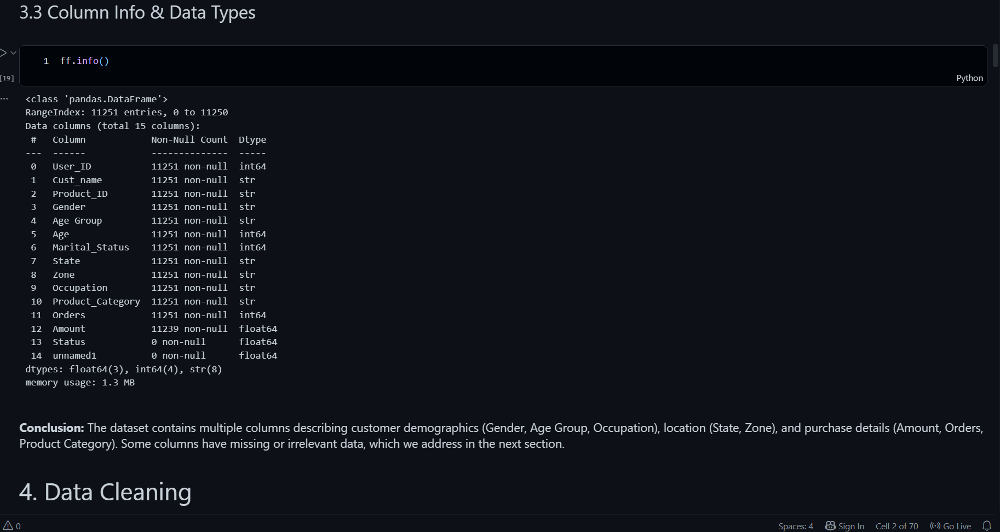 3.3 Column Info & Data Types
1 ff.info()
[19]
Python
<class 'pandas.DataFrame'>
RangeIndex: 11251 entries, 0 to 11250
Data columns (total 15 columns):
 #   Column            Non-Null Count  Dtype
---  ------            --------------  -----
 0   User_ID           11251 non-null  int64
 1   Cust_name         11251 non-null  str
 2   Product_ID        11251 non-null  str
 3   Gender            11251 non-null  str
 4   Age Group         11251 non-null  str
 5   Age               11251 non-null  int64
 6   Marital_Status    11251 non-null  int64
 7   State             11251 non-null  str
 8   Zone              11251 non-null  str
 9   Occupation        11251 non-null  str
 10  Product_Category  11251 non-null  str
 11  Orders            11251 non-null  int64
 12  Amount            11239 non-null  float64
 13  Status            0 non-null      float64
 14  unnamed1          0 non-null      float64
dtypes: float64(3), int64(4), str(8)
memory usage: 1.3 MB
Conclusion: The dataset contains multiple columns describing customer demographics (Gender, Age Group, Occupation), location (State, Zone), and purchase details (Amount, Orders,
Product Category). Some columns have missing or irrelevant data, which we address in the next section.
4. Data Cleaning
0 Spaces: 4 Sign In Cell 2 of 70 Go Live